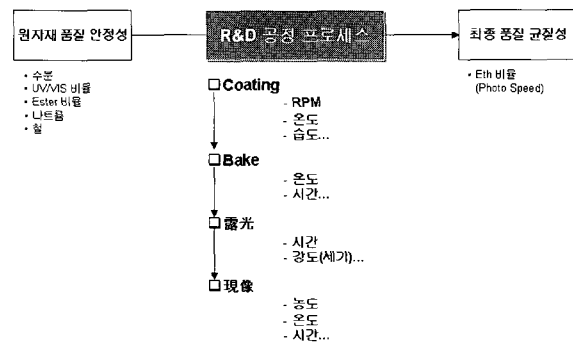 원자재 품질 안정성
• 수분
• UV/VIS 비율
• Ester 비율
• 나트륨
• 철
R&D 공정 프로세스
❑ Coating
- RPM
- 온도
- 습도...
❑ Bake
- 온도
- 시간...
❑ 露光
- 시간
- 강도(세기)...
❑ 現像
- 농도
- 온도
- 시간...
최종 품질 균질성
• Eth 비율
(Photo Speed)